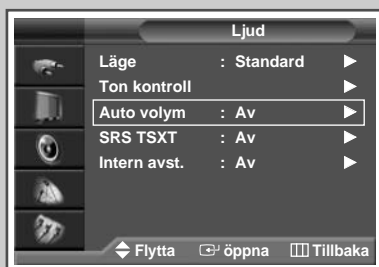 Ljud
Läge : Standard
Ton kontroll
Auto volym : Av
SRS TSXT : Av
Intern avst. : Av
Flytta öppna Tillbaka